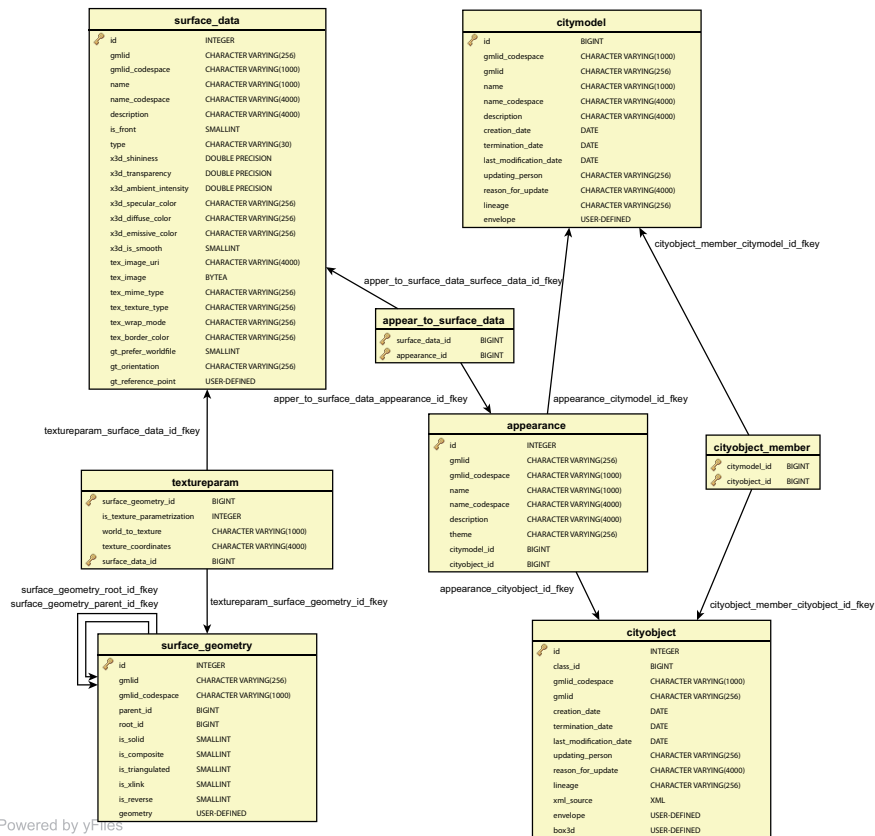 surface_data
id INTEGER
gmlid CHARACTER VARYING(256)
gmlid_codespace CHARACTER VARYING(1000)
name CHARACTER VARYING(1000)
name_codespace CHARACTER VARYING(4000)
description CHARACTER VARYING(4000)
is_front SMALLINT
type CHARACTER VARYING(30)
x3d_shininess DOUBLE PRECISION
x3d_transparency DOUBLE PRECISION
x3d_ambient_intensity DOUBLE PRECISION
x3d_specular_color CHARACTER VARYING(256)
x3d_diffuse_color CHARACTER VARYING(256)
x3d_emissive_color CHARACTER VARYING(256)
x3d_is_smooth SMALLINT
tex_image_uri CHARACTER VARYING(4000)
tex_image BYTEA
tex_mime_type CHARACTER VARYING(256)
tex_texture_type CHARACTER VARYING(256)
tex_wrap_mode CHARACTER VARYING(256)
tex_border_color CHARACTER VARYING(256)
gt_prefer_worldfile SMALLINT
gt_orientation CHARACTER VARYING(256)
gt_reference_point USER-DEFINED
citymodel
id BIGINT
gmlid_codespace CHARACTER VARYING(1000)
gmlid CHARACTER VARYING(256)
name CHARACTER VARYING(1000)
name_codespace CHARACTER VARYING(4000)
description CHARACTER VARYING(4000)
creation_date DATE
termination_date DATE
last_modification_date DATE
updating_person CHARACTER VARYING(256)
reason_for_update CHARACTER VARYING(4000)
lineage CHARACTER VARYING(256)
envelope USER-DEFINED
cityobject_member_citymodel_id_fkey
apper_to_surface_data_surfece_data_id_fkey
appear_to_surface_data
surface_data_id BIGINT
appearance_id BIGINT
apper_to_surface_data_appearance_id_fkey
appearance_citymodel_id_fkey
textureparam_surface_data_id_fkey
appearance
id INTEGER
gmlid CHARACTER VARYING(256)
gmlid_codespace CHARACTER VARYING(1000)
name CHARACTER VARYING(1000)
name_codespace CHARACTER VARYING(4000)
description CHARACTER VARYING(4000)
theme CHARACTER VARYING(256)
citymodel_id BIGINT
cityobject_id BIGINT
cityobject_member
citymodel_id BIGINT
cityobject_id BIGINT
textureparam
surface_geometry_id BIGINT
is_texture_parametrization INTEGER
world_to_texture CHARACTER VARYING(1000)
texture_coordinates CHARACTER VARYING(4000)
surface_data_id BIGINT
surface_geometry_root_id_fkey
surface_geometry_parent_id_fkey
textureparam_surface_geometry_id_fkey
appearance_cityobject_id_fkey
cityobject_member_cityobject_id_fkey
surface_geometry
id INTEGER
gmlid CHARACTER VARYING(256)
gmlid_codespace CHARACTER VARYING(1000)
parent_id BIGINT
root_id BIGINT
is_solid SMALLINT
is_composite SMALLINT
is_triangulated SMALLINT
is_xlink SMALLINT
is_reverse SMALLINT
geometry USER-DEFINED
cityobject
id INTEGER
class_id BIGINT
gmlid_codespace CHARACTER VARYING(1000)
gmlid CHARACTER VARYING(256)
creation_date DATE
termination_date DATE
last_modification_date DATE
updating_person CHARACTER VARYING(256)
reason_for_update CHARACTER VARYING(4000)
lineage CHARACTER VARYING(256)
xml_source XML
envelope USER-DEFINED
box3d USER-DEFINED
Powered by yFiles